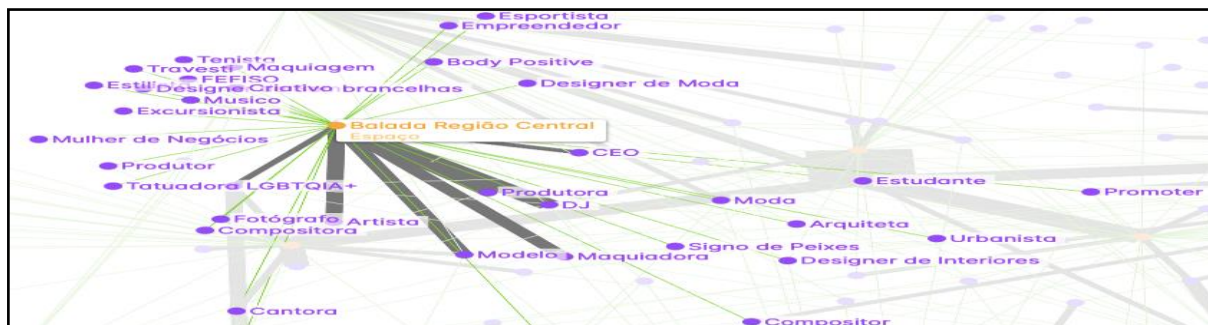 Esportista
Empreendedor
Tenista
Body Positive
Travesti Maquiagem
FEFISO
Designer de Moda
Designe Criativo brancelhas
Musico
Excursionista
Balada Região Central
Espaço
Mulher de Negócios
CEO
Produtor
Estudante
Tatuadora LGBTQIA+
Produtora
Promoter
Moda
DJ
Fotógrafo
Artista
Arquiteta
Compositora
Urbanista
Signo de Peixes
Modelo
Maquiadora
Designer de Interiores
Cantora
Compositor